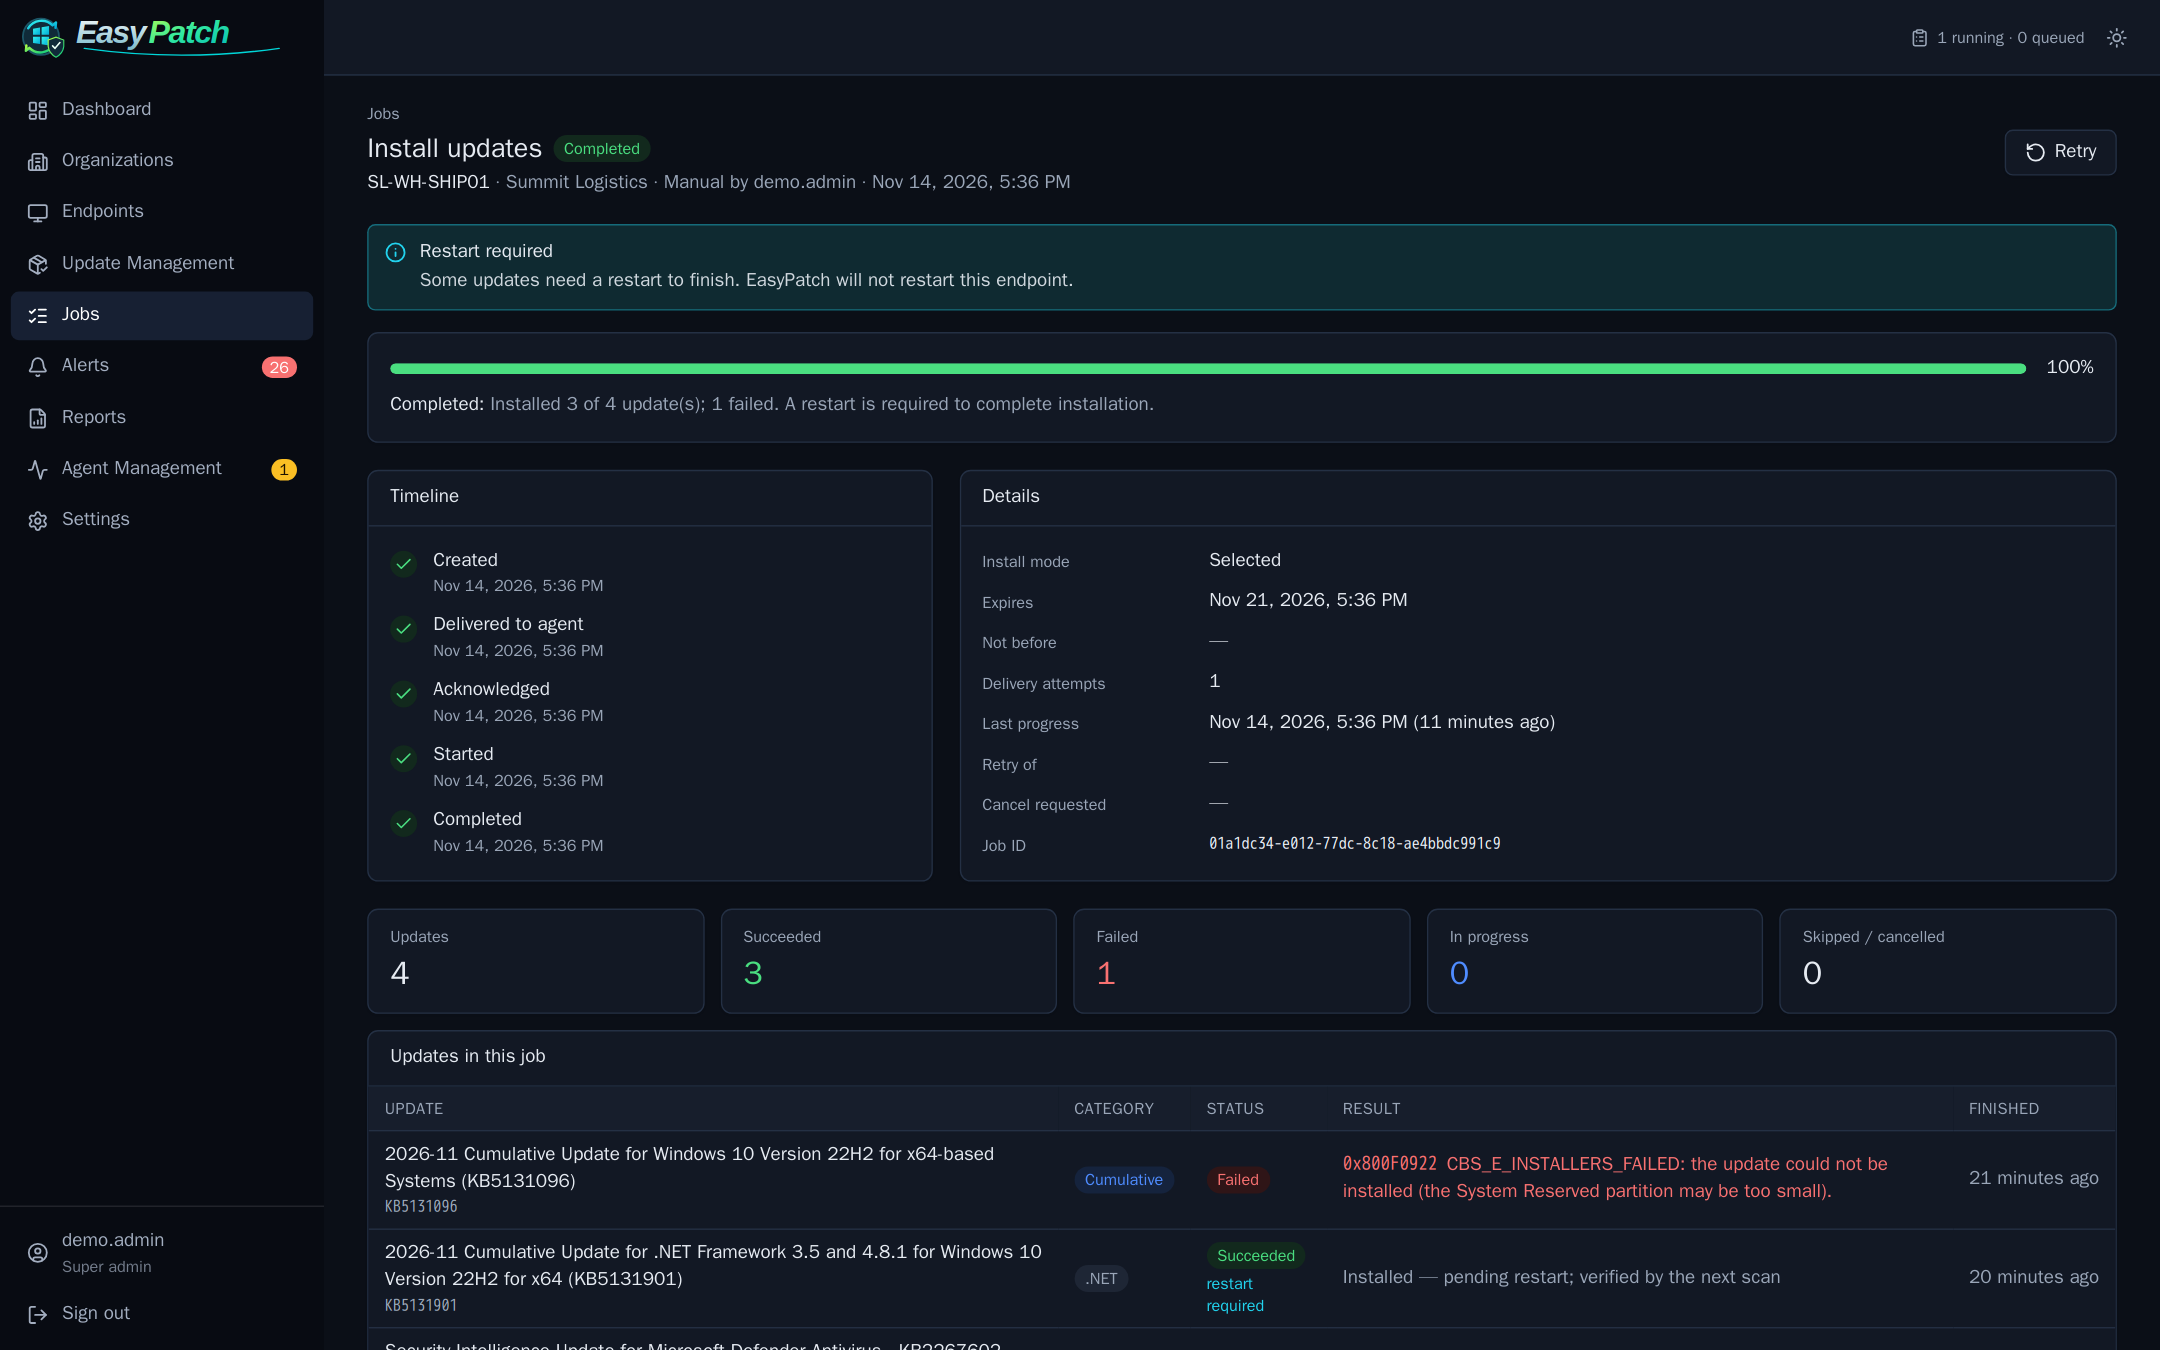 EasyPatch
1 running · 0 queued
Dashboard
Organizations
Endpoints
Update Management
Jobs
Alerts
26
Reports
Agent Management
1
Settings
demo.admin
Super admin
Sign out
Jobs
Install updates
Completed
SL-WH-SHIP01 · Summit Logistics · Manual by demo.admin · Nov 14, 2026, 5:36 PM
Retry
Restart required
Some updates need a restart to finish. EasyPatch will not restart this endpoint.
100%
Completed: Installed 3 of 4 update(s); 1 failed. A restart is required to complete installation.
Timeline
Created
Nov 14, 2026, 5:36 PM
Delivered to agent
Nov 14, 2026, 5:36 PM
Acknowledged
Nov 14, 2026, 5:36 PM
Started
Nov 14, 2026, 5:36 PM
Completed
Nov 14, 2026, 5:36 PM
Details
Install mode
Selected
Expires
Nov 21, 2026, 5:36 PM
Not before
—
Delivery attempts
1
Last progress
Nov 14, 2026, 5:36 PM (11 minutes ago)
Retry of
—
Cancel requested
—
Job ID
01a1dc34-e012-77dc-8c18-ae4bbdc991c9
Updates
4
Succeeded
3
Failed
1
In progress
0
Skipped / cancelled
0
Updates in this job
UPDATE
CATEGORY
STATUS
RESULT
FINISHED
2026-11 Cumulative Update for Windows 10 Version 22H2 for x64-based
Systems (KB5131096)
KB5131096
Cumulative
Failed
0x800F0922 CBS_E_INSTALLERS_FAILED: the update could not be
installed (the System Reserved partition may be too small).
21 minutes ago
2026-11 Cumulative Update for .NET Framework 3.5 and 4.8.1 for Windows 10
Version 22H2 for x64 (KB5131901)
KB5131901
.NET
Succeeded
restart
required
Installed — pending restart; verified by the next scan
20 minutes ago
Security Intelligence Update for Microsoft Defender Antivirus - KB2267602